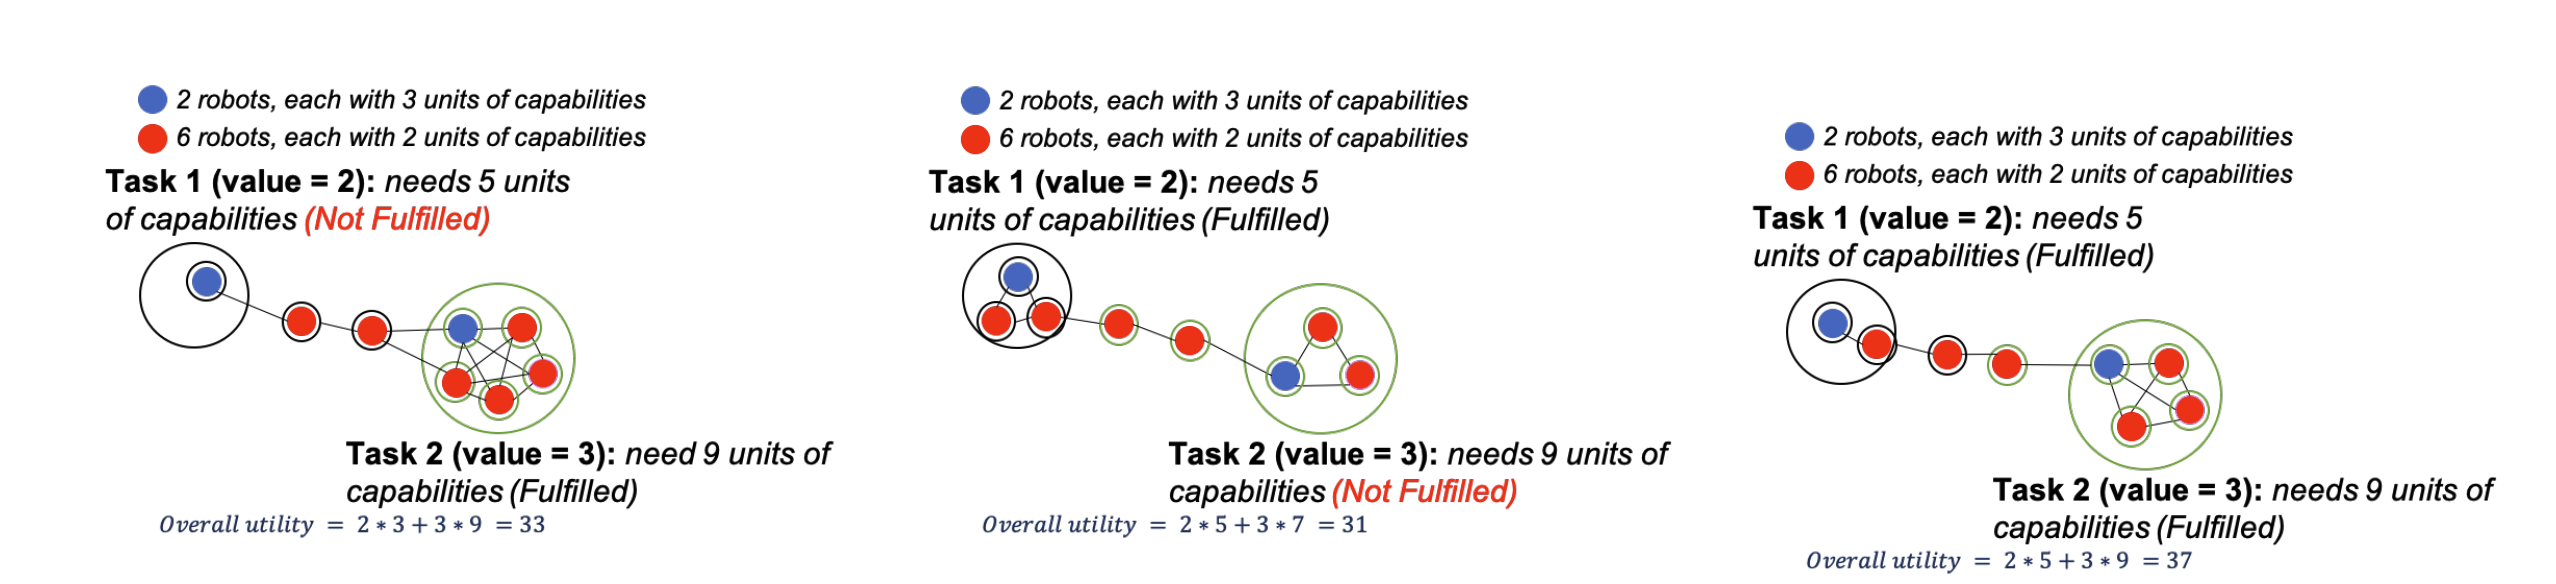 2 robots, each with 3 units of capabilities
6 robots, each with 2 units of capabilities
Task 1 (value = 2): needs 5 units
of capabilities (Not Fulfilled)
Task 2 (value = 3): need 9 units of
capabilities (Fulfilled)
Overall utility = 2 ∗ 3 + 3 ∗ 9 = 33
2 robots, each with 3 units of capabilities
6 robots, each with 2 units of capabilities
Task 1 (value = 2): needs 5
units of capabilities (Fulfilled)
Task 2 (value = 3): needs 9 units of
capabilities (Not Fulfilled)
Overall utility = 2 ∗ 5 + 3 ∗ 7 = 31
2 robots, each with 3 units of capabilities
6 robots, each with 2 units of capabilities
Task 1 (value = 2): needs 5
units of capabilities (Fulfilled)
Task 2 (value = 3): needs 9 units of
capabilities (Fulfilled)
Overall utility = 2 ∗ 5 + 3 ∗ 9 = 37